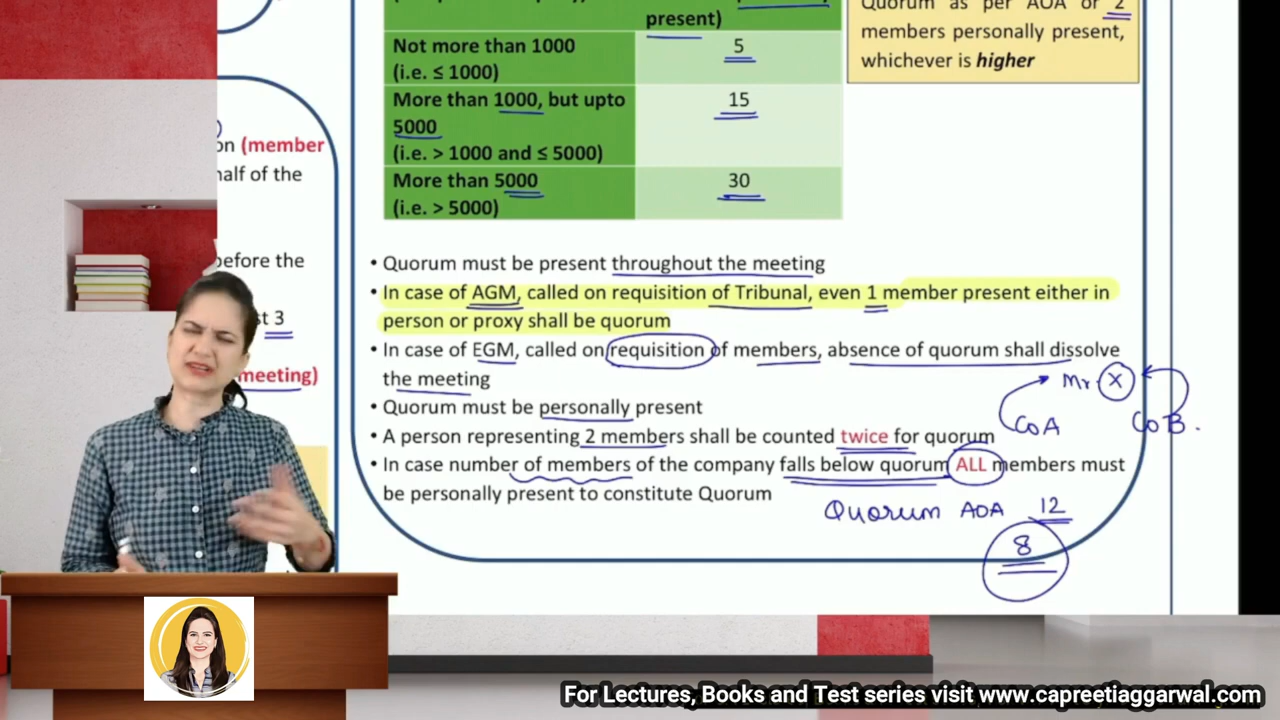 present)
Not more than 1000
(i.e. ≤ 1000)
5
More than 1000, but upto
5000
(i.e. > 1000 and ≤ 5000)
15
More than 5000
(i.e. > 5000)
30
Quorum as per AOA or 2
members personally present,
whichever is higher
on (member
half of the
before the
st 3
meeting)
• Quorum must be present throughout the meeting
• In case of AGM, called on requisition of Tribunal, even 1 member present either in
person or proxy shall be quorum
• In case of EGM, called on requisition of members, absence of quorum shall dissolve
the meeting
• Quorum must be personally present
• A person representing 2 members shall be counted twice for quorum
• In case number of members of the company falls below quorum ALL members must
be personally present to constitute Quorum
Mr. X
CoA
CoB.
Quorum AOA 12
8
For Lectures, Books and Test series visit www.capreetiaggarwal.com